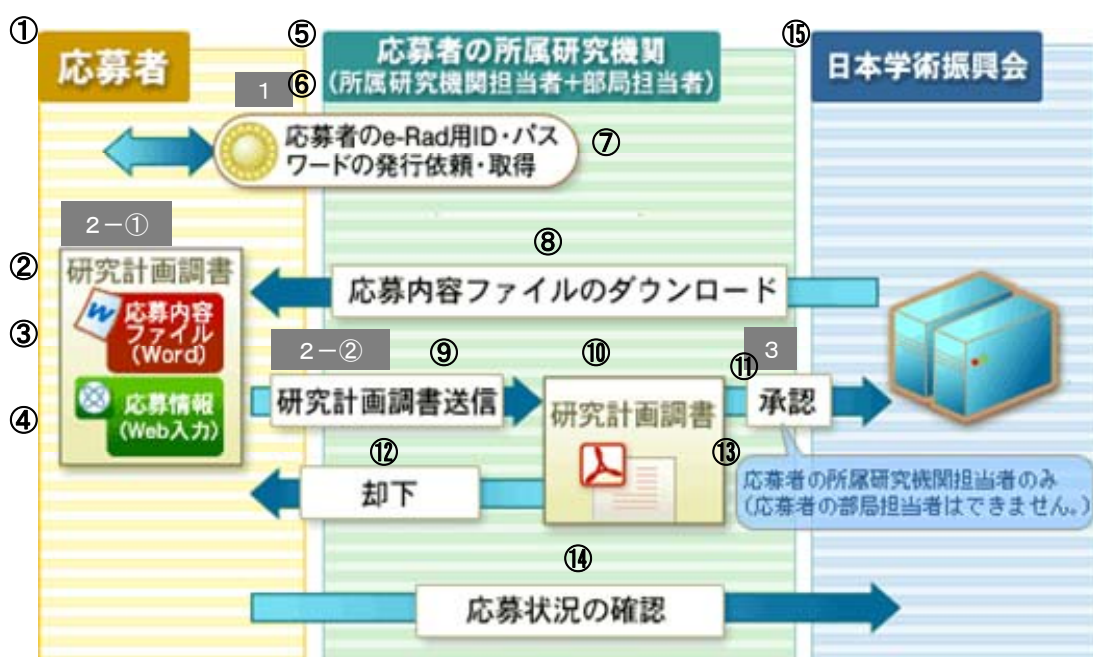 ① 応募者
⑤ 応募者の所属研究機関
⑥ (所属研究機関担当者+部局担当者)
⑮ 日本学術振興会
1
応募者のe-Rad用ID・パス
ワードの発行依頼・取得
⑦
2-①
② 研究計画調書
③ 応募内容
ファイル
(Word)
④ 応募情報
(Web入力)
⑧
応募内容ファイルのダウンロード
2-② ⑨
研究計画調書送信
⑩
研究計画調書
3
⑪ 承認
⑬
応募者の所属研究機関担当者のみ
(応募者の部局担当者はできません。)
⑫
却下
⑭
応募状況の確認